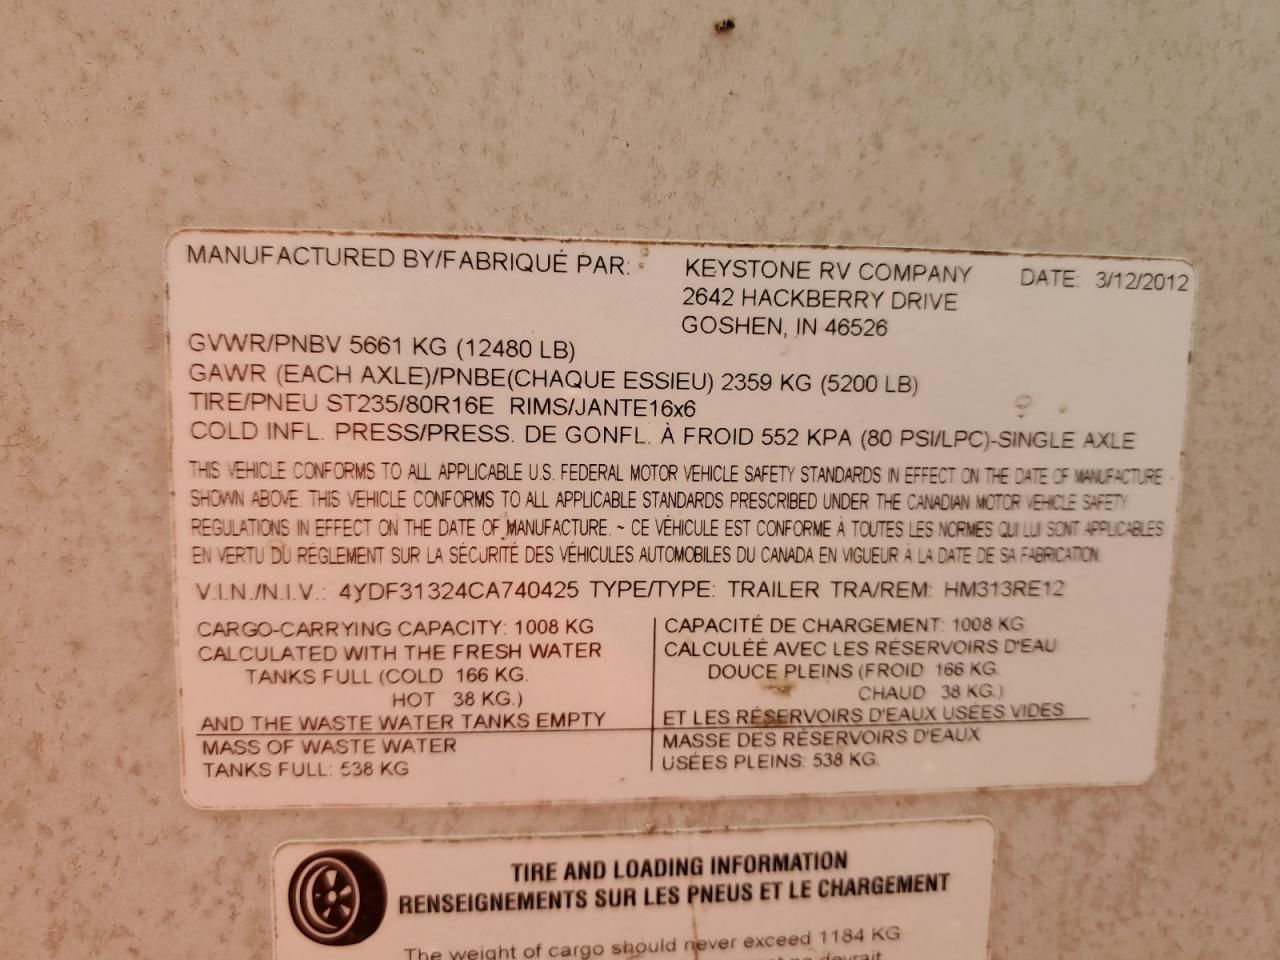 MANUFACTURED BY/FABRIQUÉ PAR: KEYSTONE RV COMPANY DATE: 3/12/2012
2642 HACKBERRY DRIVE
GOSHEN, IN 46526
GVWR/PNBV 5661 KG (12480 LB)
GAWR (EACH AXLE)/PNBE(CHAQUE ESSIEU) 2359 KG (5200 LB)
TIRE/PNEU ST235/80R16E RIMS/JANTE16x6
COLD INFL. PRESS/PRESS. DE GONFL. À FROID 552 KPA (80 PSI/LPC)-SINGLE AXLE
THIS VEHICLE CONFORMS TO ALL APPLICABLE U.S. FEDERAL MOTOR VEHICLE SAFETY STANDARDS IN EFFECT ON THE DATE OF MANUFACTURE
SHOWN ABOVE. THIS VEHICLE CONFORMS TO ALL APPLICABLE STANDARDS PRESCRIBED UNDER THE CANADIAN MOTOR VEHICLE SAFETY
REGULATIONS IN EFFECT ON THE DATE OF MANUFACTURE. ~ CE VÉHICULE EST CONFORME À TOUTES LES NORMES QUI LUI SONT APPLICABLES
EN VERTU DU RÉGLEMENT SUR LA SÉCURITÉ DES VÉHICULES AUTOMOBILES DU CANADA EN VIGUEUR À LA DATE DE SA FABRICATION.
V.I.N./N.I.V.: 4YDF31324CA740425 TYPE/TYPE: TRAILER TRA/REM: HM313RE12
CARGO-CARRYING CAPACITY: 1008 KG
CALCULATED WITH THE FRESH WATER
TANKS FULL (COLD 166 KG.
HOT 38 KG.)
AND THE WASTE WATER TANKS EMPTY
MASS OF WASTE WATER
TANKS FULL: 538 KG
CAPACITÉ DE CHARGEMENT: 1008 KG
CALCULÉE AVEC LES RÉSERVOIRS D'EAU
DOUCE PLEINS (FROID 166 KG.
CHAUD 38 KG.)
ET LES RÉSERVOIRS D'EAUX USÉES VIDES
MASSE DES RÉSERVOIRS D'EAUX
USÉES PLEINS: 538 KG.
TIRE AND LOADING INFORMATION
RENSEIGNEMENTS SUR LES PNEUS ET LE CHARGEMENT
The weight of cargo should never exceed 1184 KG